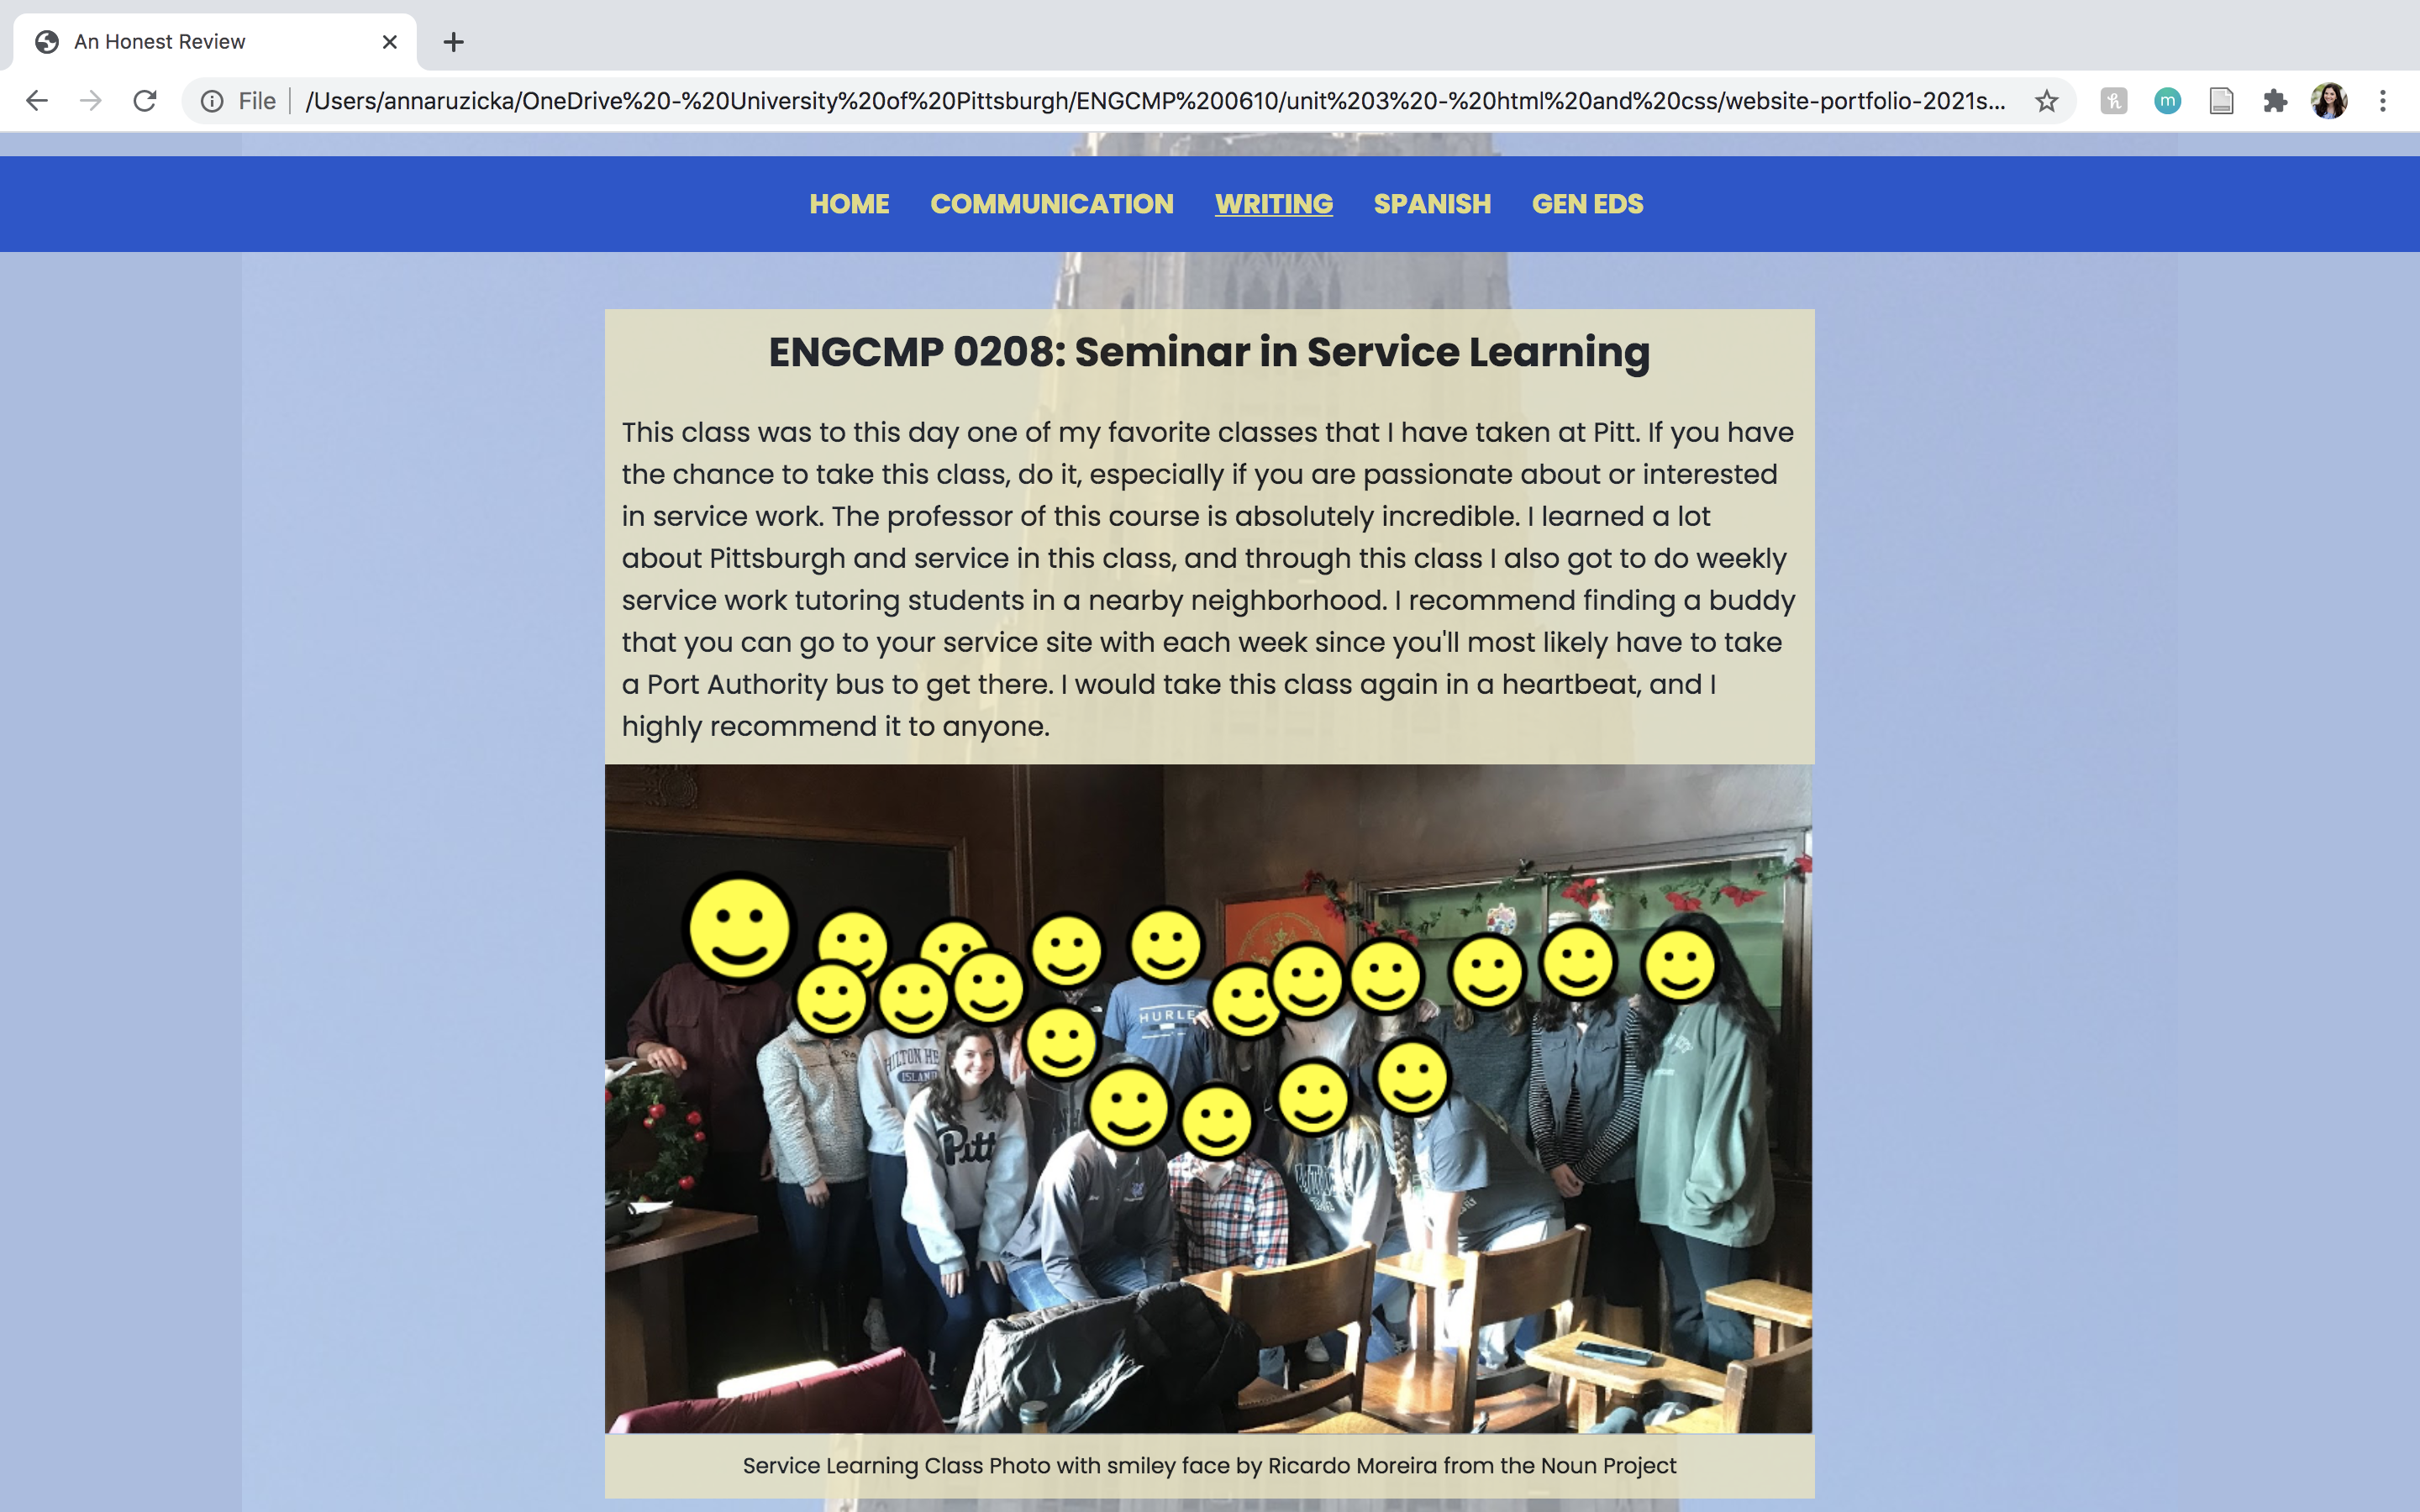 An Honest Review
File
/Users/annaruzicka/OneDrive%20-%20University%20of%20Pittsburgh/ENGCMP%200610/unit%203%20-%20html%20and%20css/website-portfolio-2021s...
m
HOME COMMUNICATION WRITING SPANISH GEN EDS
ENGCMP 0208: Seminar in Service Learning
This class was to this day one of my favorite classes that I have taken at Pitt. If you have
the chance to take this class, do it, especially if you are passionate about or interested
in service work. The professor of this course is absolutely incredible. I learned a lot
about Pittsburgh and service in this class, and through this class I also got to do weekly
service work tutoring students in a nearby neighborhood. I recommend finding a buddy
that you can go to your service site with each week since you'll most likely have to take
a Port Authority bus to get there. I would take this class again in a heartbeat, and I
highly recommend it to anyone.
HURLE
HILTON HE
ISLAND
Pitt
Service Learning Class Photo with smiley face by Ricardo Moreira from the Noun Project